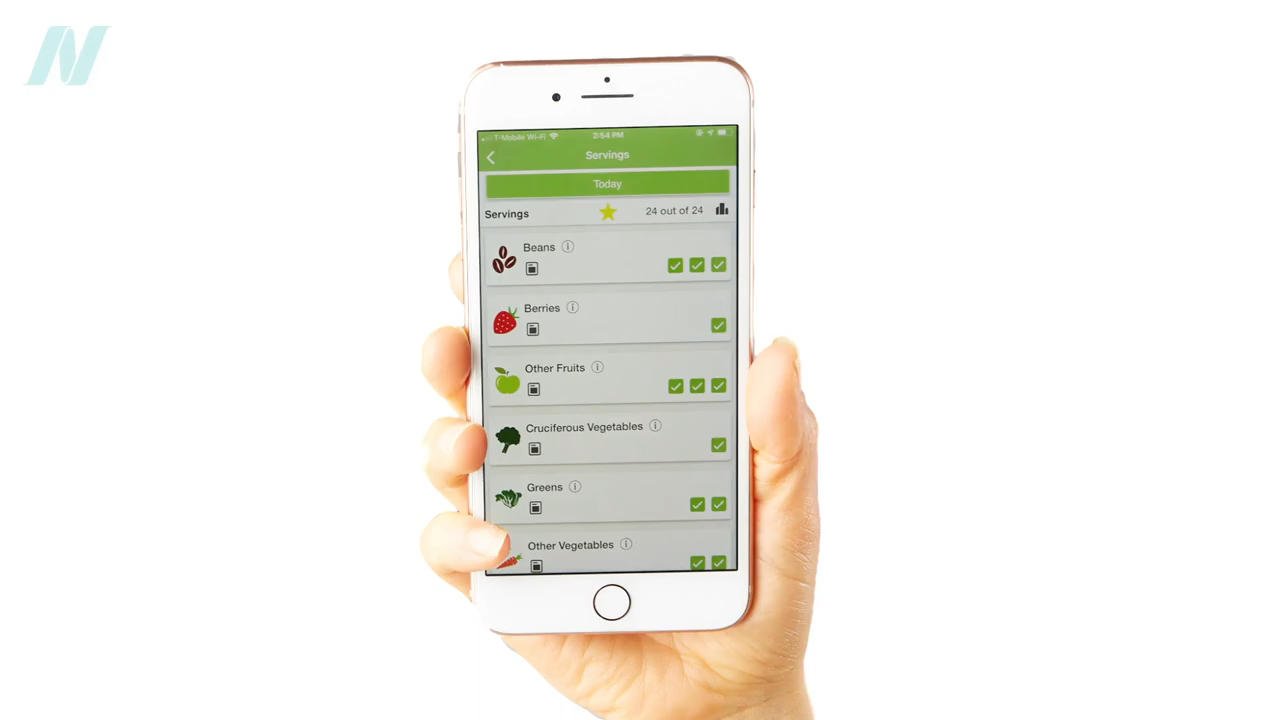 T-Mobile Wi-Fi 2:54 PM
Servings
Today
Servings 24 out of 24
Beans
Berries
Other Fruits
Cruciferous Vegetables
Greens
Other Vegetables